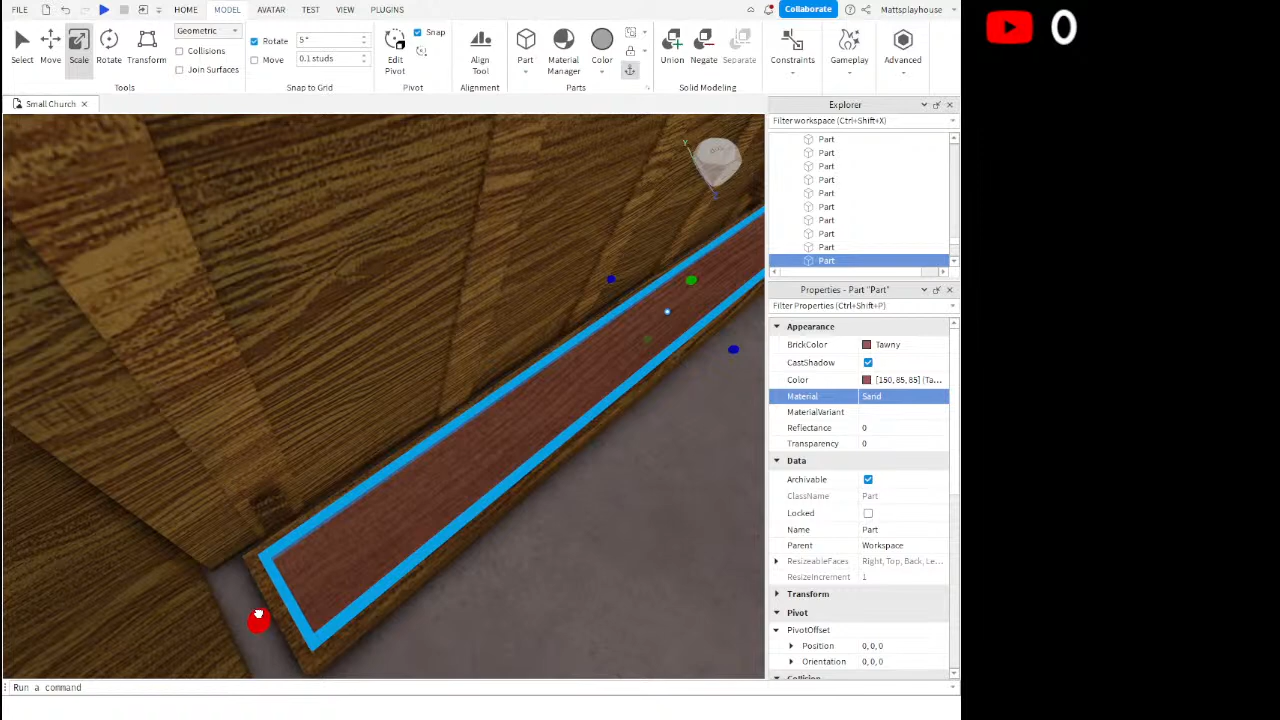 FILE HOME MODEL AVATAR TEST VIEW PLUGINS Collaborate Mattsplayhouse
Geometric
Collisions
Join Surfaces
Select Move Scale Rotate Transform
Tools
Rotate 5°
Move 0.1 studs
Snap to Grid
Edit Pivot
Snap
Pivot
Align Tool
Alignment
Part Material Manager Color
Parts
Union Negate Separate
Solid Modeling
Constraints
Gameplay
Advanced
0
Small Church
Explorer
Filter workspace (Ctrl+Shift+X)
Part
Part
Part
Part
Part
Part
Part
Part
Part
Part
Properties - Part "Part"
Filter Properties (Ctrl+Shift+P)
Appearance
BrickColor Tawny
CastShadow
Color [150, 85, 85] (Ta...
Material Sand
MaterialVariant
Reflectance 0
Transparency 0
Data
Archivable
ClassName Part
Locked
Name Part
Parent Workspace
ResizeableFaces Right, Top, Back, Le...
ResizeIncrement 1
Transform
Pivot
PivotOffset
Position 0, 0, 0
Orientation 0, 0, 0
Run a command